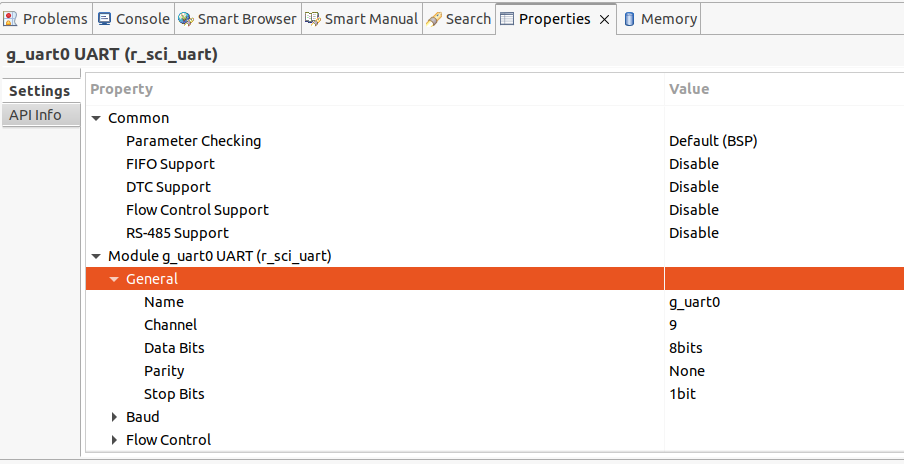 Problems Console Smart Browser Smart Manual Search Properties Memory
g_uart0 UART (r_sci_uart)
Settings
API Info
Property Value
Common
Parameter Checking Default (BSP)
FIFO Support Disable
DTC Support Disable
Flow Control Support Disable
RS-485 Support Disable
Module g_uart0 UART (r_sci_uart)
General
Name g_uart0
Channel 9
Data Bits 8bits
Parity None
Stop Bits 1bit
Baud
Flow Control